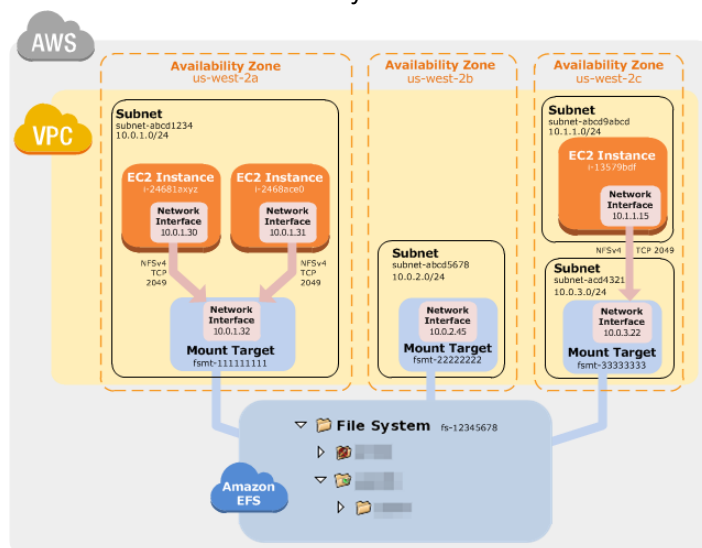 AWS
Availability Zone
us-west-2a
Availability Zone
us-west-2b
Availability Zone
us-west-2c
VPC
Subnet
subnet-abcd1234
10.0.1.0/24
EC2 Instance
i-24681axyz
Network
Interface
10.0.1.30
EC2 Instance
i-2468ace0
Network
Interface
10.0.1.31
NFSv4
TCP
2049
NFSv4
TCP
2049
Network
Interface
10.0.1.32
Mount Target
fsmt-111111111
Subnet
subnet-abcd5678
10.0.2.0/24
Network
Interface
10.0.2.45
Mount Target
fsmt-22222222
Subnet
subnet-abcd9abcd
10.1.1.0/24
EC2 Instance
i-13579bdf
Network
Interface
10.1.1.15
NFSv4 TCP 2049
Subnet
subnet-acd4321
10.0.3.0/24
Network
Interface
10.0.3.22
Mount Target
fsmt-33333333
File System fs-12345678
Amazon
EFS